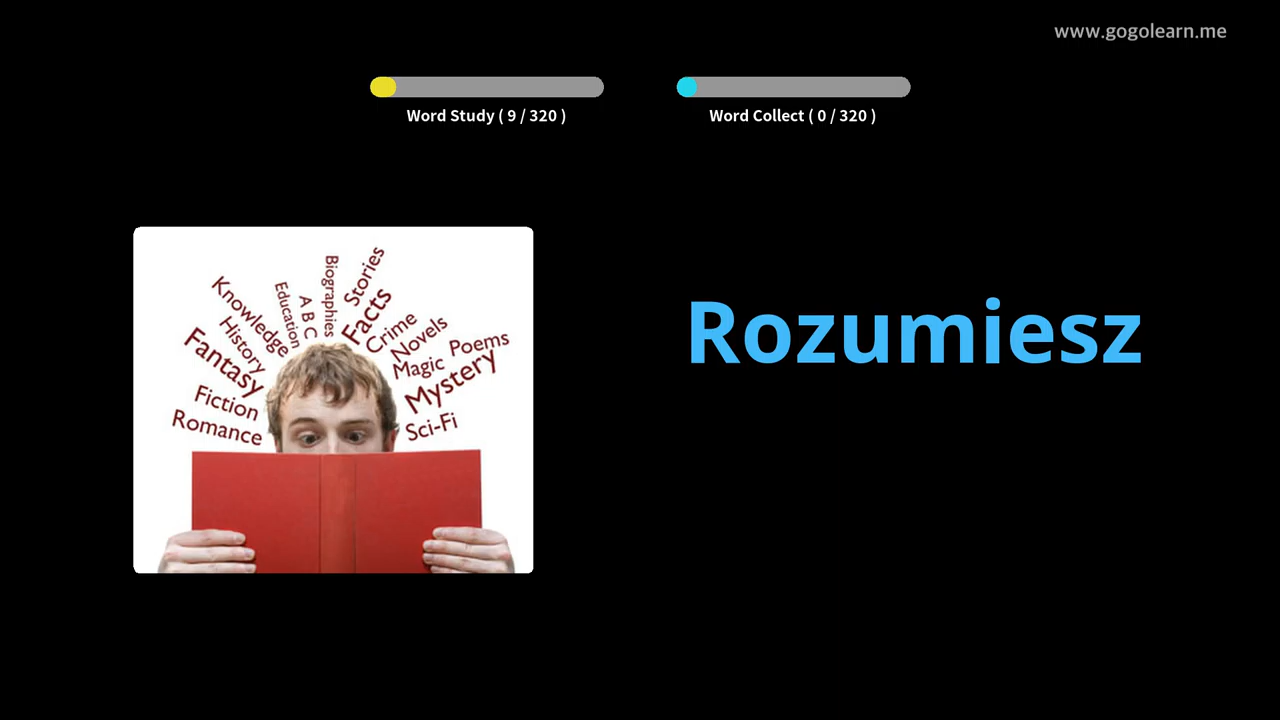 www.gogolearn.me
Word Study ( 9 / 320 )
Word Collect ( 0 / 320 )
Rozumiesz
Knowledge
History
Fantasy
Fiction
Romance
Education
A B C
Biographies
Stories
Facts
Crime
Novels
Magic
Poems
Mystery
Sci-Fi